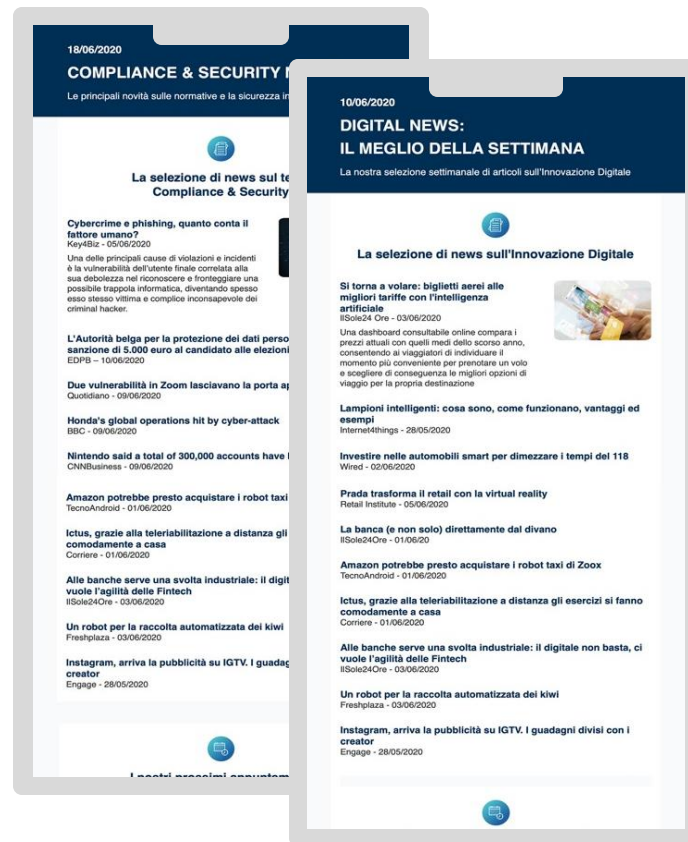 18/06/2020
COMPLIANCE & SECURITY
Le principali novità sulle normative e la sicurezza
La selezione di news sul
Compliance & Security
Cybercrime e phishing, quanto conta il
fattore umano?
Key4Biz - 05/06/2020
Una delle principali cause di violazioni e incidenti
è la vulnerabilità dell'utente finale correlata alla
sua debolezza nel riconoscere e fronteggiare una
possibile trappola informatica, diventando spesso
esso stesso vittima e complice inconsapevole dei
criminal hacker.
L'Autorità belga per la protezione dei dati
sanzione di 5.000 euro al candidato alle
EDPB – 10/06/2020
Due vulnerabilità in Zoom lasciavano la porta
Quotidiano - 09/06/2020
Honda's global operations hit by cyber-attack
BBC - 09/06/2020
Nintendo said a total of 300,000 accounts have
CNNBusiness - 09/06/2020
Amazon potrebbe presto acquistare i robot taxi
TecnoAndroid - 01/06/2020
Ictus, grazie alla teleriabilitazione a distanza gli
comodamente a casa
Corriere - 01/06/2020
Alle banche serve una svolta industriale: il
vuole l'agilità delle Fintech
IlSole24Ore - 03/06/2020
Un robot per la raccolta automatizzata dei kiwi
Freshplaza - 03/06/2020
Instagram, arriva la pubblicità su IGTV. I
creator
Engage - 28/05/2020
I nostri prossimi
10/06/2020
DIGITAL NEWS:
IL MEGLIO DELLA SETTIMANA
La nostra selezione settimanale di articoli sull'Innovazione Digitale
La selezione di news sull'Innovazione Digitale
Si torna a volare: biglietti aerei alle
migliori tariffe con l'intelligenza
artificiale
IlSole24 Ore - 03/06/2020
Una dashboard consultabile online compara i
prezzi attuali con quelli medi dello scorso anno,
consentendo ai viaggiatori di individuare il
momento più conveniente per prenotare un volo
e scegliere di conseguenza le migliori opzioni di
viaggio per la propria destinazione
Lampioni intelligenti: cosa sono, come funzionano, vantaggi ed
esempi
Internet4things - 28/05/2020
Investire nelle automobili smart per dimezzare i tempi del 118
Wired - 02/06/2020
Prada trasforma il retail con la virtual reality
Retail Institute - 05/06/2020
La banca (e non solo) direttamente dal divano
IlSole24Ore - 01/06/20
Amazon potrebbe presto acquistare i robot taxi di Zoox
TecnoAndroid - 01/06/2020
Ictus, grazie alla teleriabilitazione a distanza gli esercizi si fanno
comodamente a casa
Corriere - 01/06/2020
Alle banche serve una svolta industriale: il digitale non basta, ci
vuole l'agilità delle Fintech
IlSole24Ore - 03/06/2020
Un robot per la raccolta automatizzata dei kiwi
Freshplaza - 03/06/2020
Instagram, arriva la pubblicità su IGTV. I guadagni divisi con i
creator
Engage - 28/05/2020